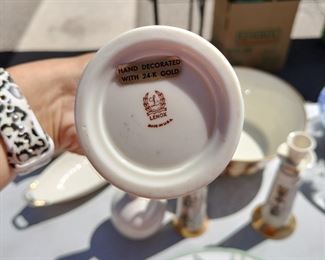 HAND DECORATED
WITH 24-K GOLD
L
LENOX
MADE IN U.S.A.